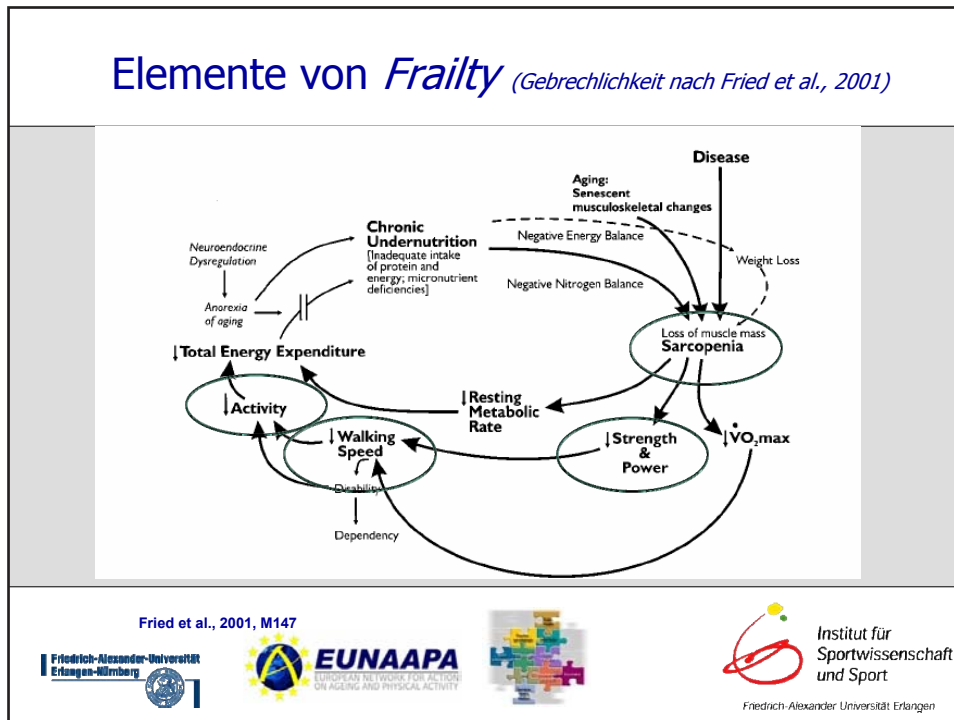 Elemente von Frailty (Gebrechlichkeit nach Fried et al., 2001)
Disease
Aging:
Senescent
musculoskeletal changes
Chronic
Undernutrition
[Inadequate intake
of protein and
energy; micronutrient
deficiencies]
Negative Energy Balance
Weight Loss
Neuroendocrine
Dysregulation
Negative Nitrogen Balance
Anorexia
of aging
Loss of muscle mass
Sarcopenia
↓Total Energy Expenditure
↓Resting
Metabolic
Rate
↓Activity
↓Walking
Speed
↓Strength
&
Power
↓V̇O₂max
Disability
Dependency
Fried et al., 2001, M147
Friedrich-Alexander-Universität
Erlangen-Nürnberg
EUNAAPA
EUROPEAN NETWORK FOR ACTION
ON AGEING AND PHYSICAL ACTIVITY
Institut für
Sportwissenschaft
und Sport
Friedrich-Alexander Universität Erlangen